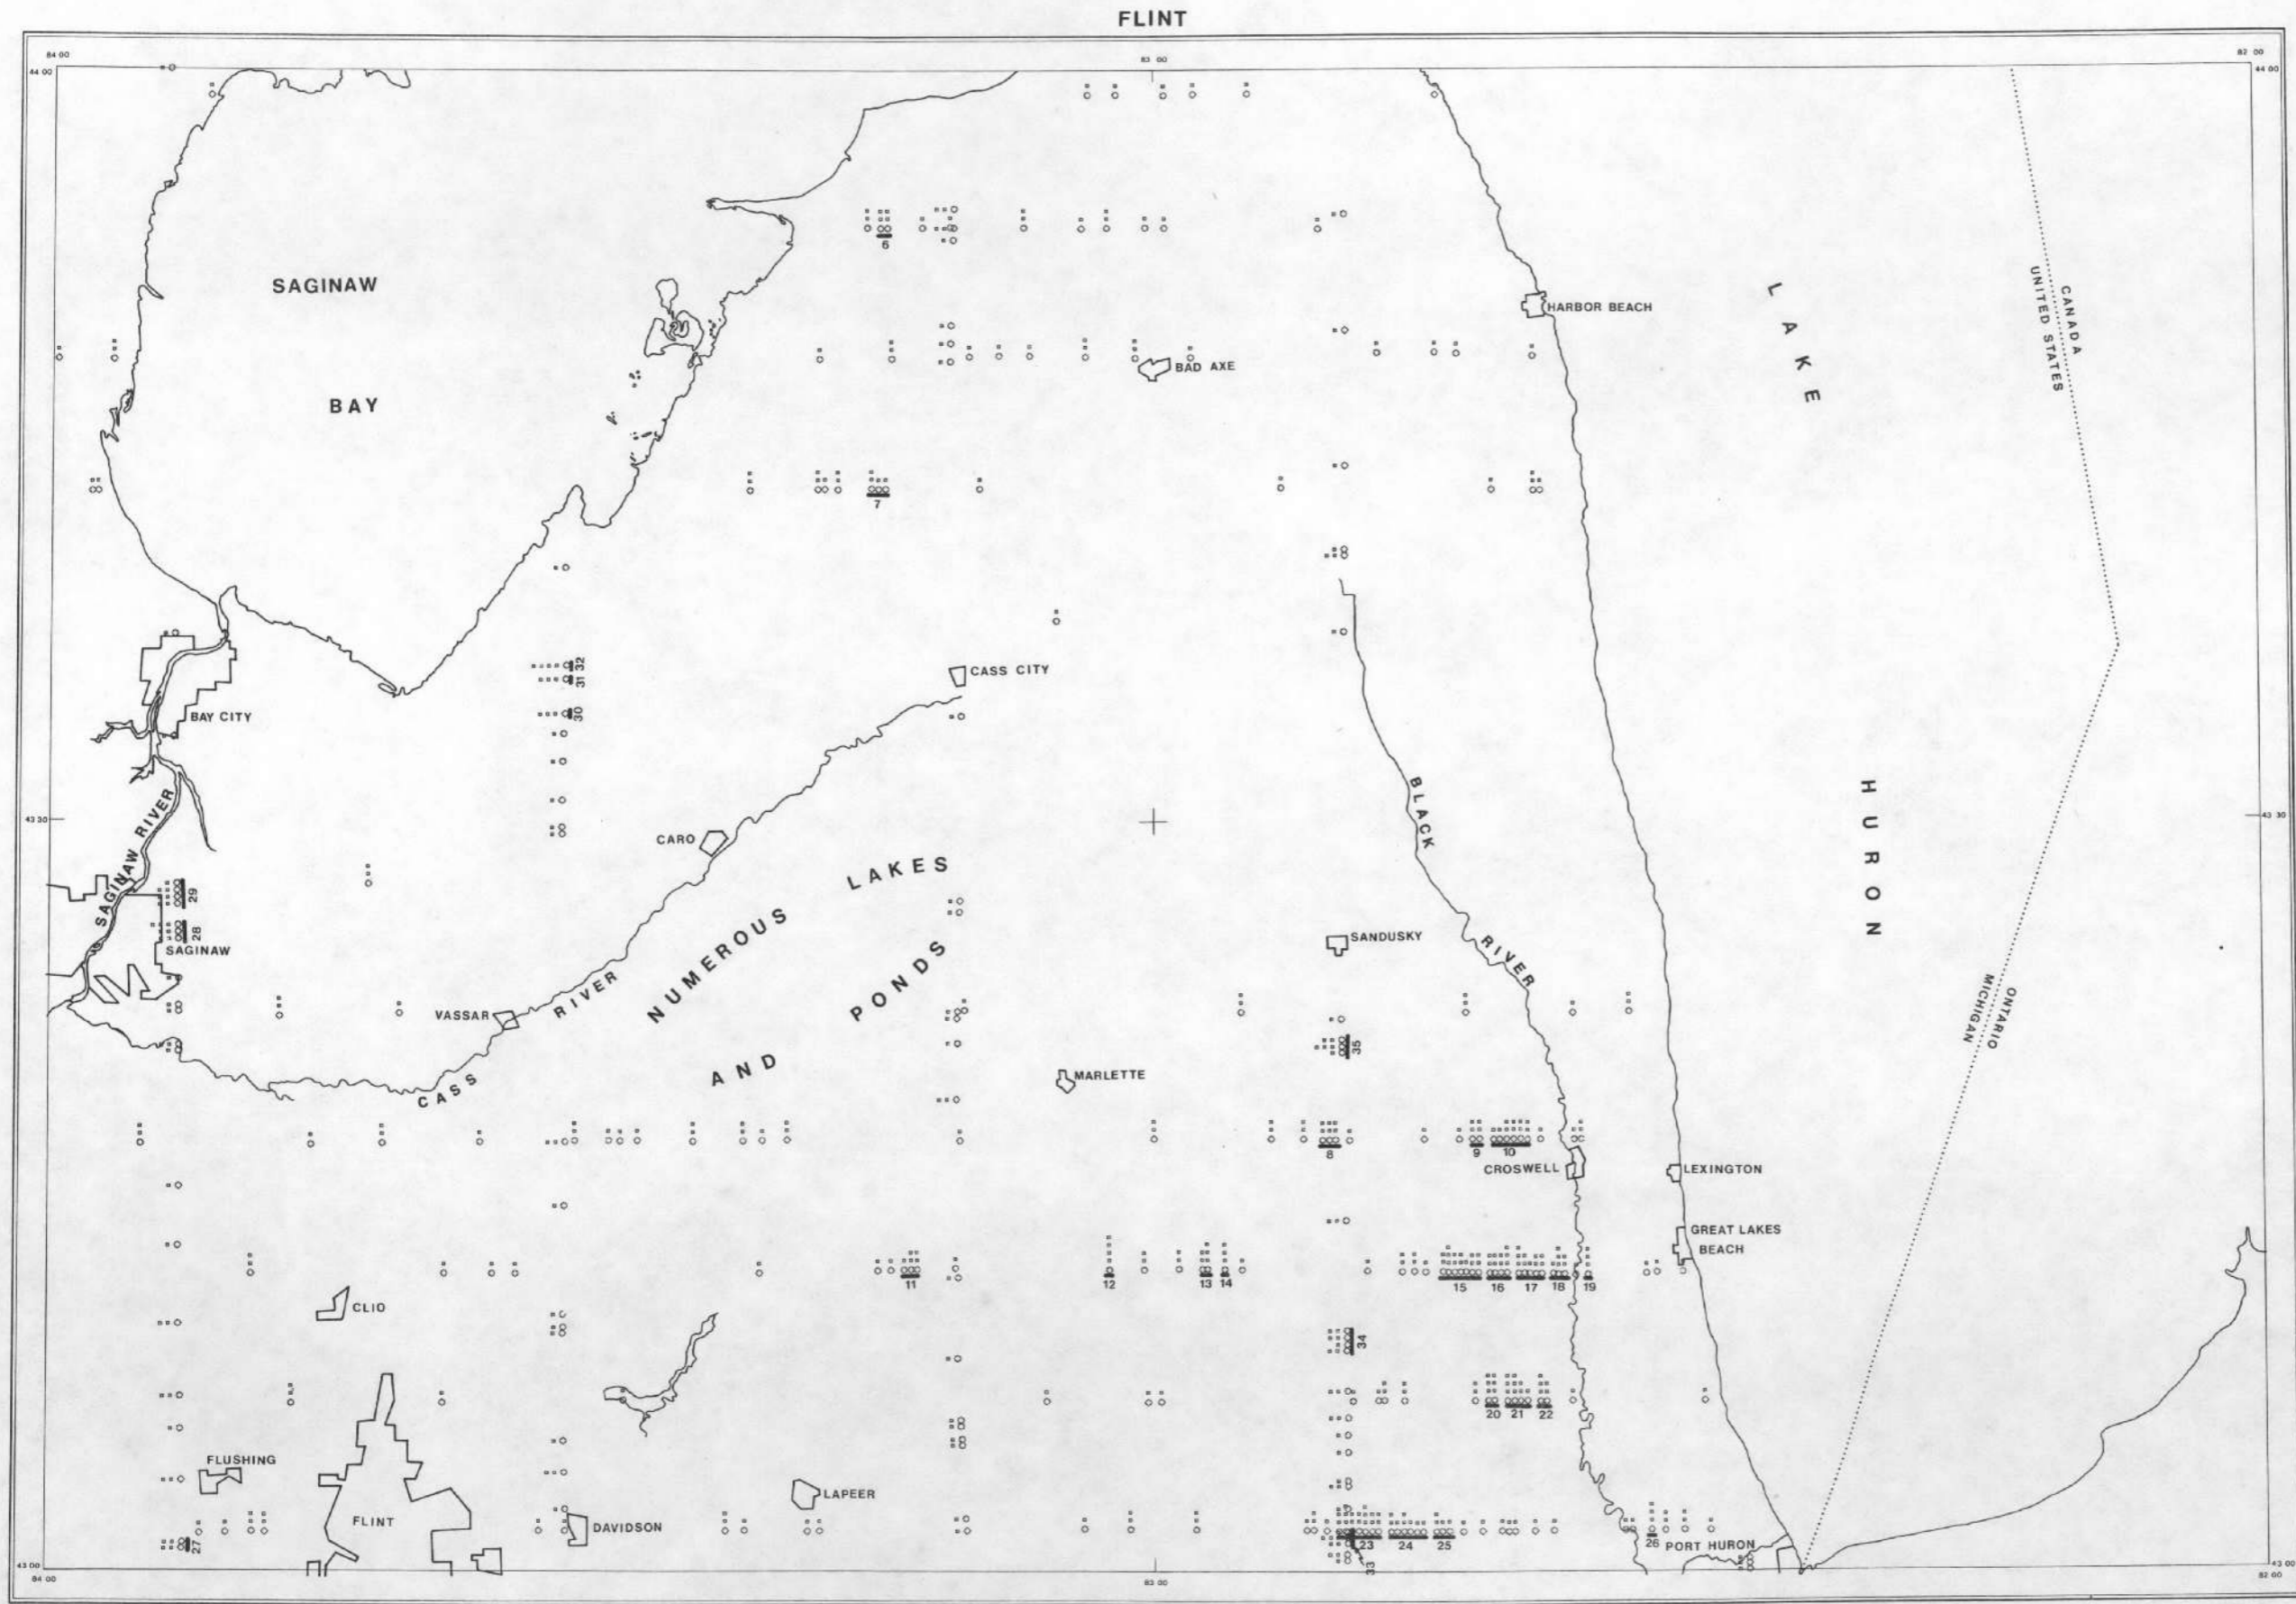 FLINT
84 00
83 00
82 00
44 00
44 00
6
SAGINAW
BAY
HARBOR BEACH
LAKE
CANADA
UNITED STATES
BAD AXE
7
32
31
30
CASS CITY
BAY CITY
SAGINAW RIVER
43 30
43 30
CARO
BLACK
HURON
NUMEROUS LAKES
AND PONDS
29
28
SAGINAW
SANDUSKY
RIVER
VASSAR
RIVER
CASS
ONTARIO
MICHIGAN
35
MARLETTE
8
9
10
CROSWELL
LEXINGTON
GREAT LAKES
BEACH
11
12
13
14
15
16
17
18
19
CLIO
34
20
21
22
FLUSHING
FLINT
LAPEER
DAVIDSON
27
23
24
25
26
PORT HURON
33
43 00
43 00
84 00
83 00
82 00